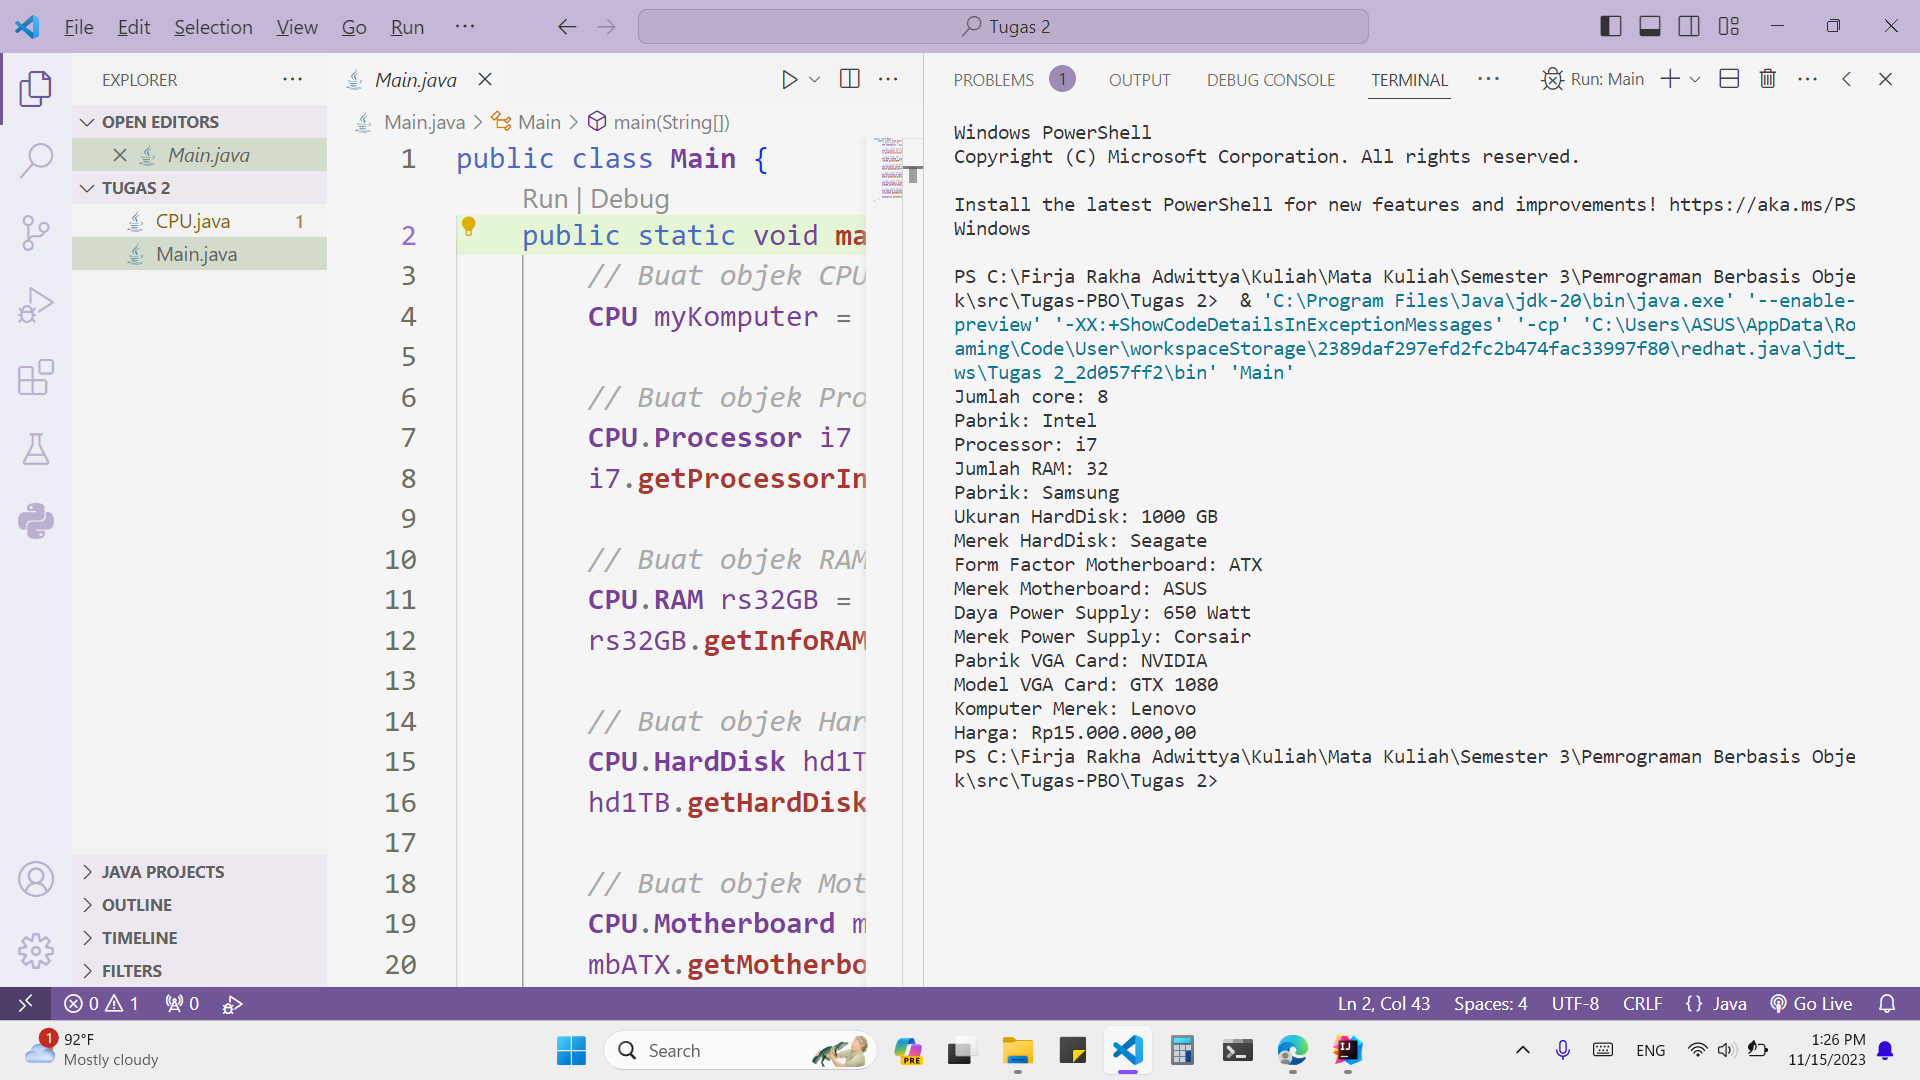 File Edit Selection View Go Run ··· Tugas 2
EXPLORER
OPEN EDITORS
Main.java
TUGAS 2
CPU.java 1
Main.java
JAVA PROJECTS
OUTLINE
TIMELINE
FILTERS
Main.java
Main.java > Main > main(String[])
1 public class Main {
Run | Debug
2 public static void ma
3 // Buat objek CPU
4 CPU myKomputer =
5
6 // Buat objek Pro
7 CPU.Processor i7
8 i7.getProcessorIn
9
10 // Buat objek RAM
11 CPU.RAM rs32GB =
12 rs32GB.getInfoRAM
13
14 // Buat objek Har
15 CPU.HardDisk hd1T
16 hd1TB.getHardDisk
17
18 // Buat objek Mot
19 CPU.Motherboard m
20 mbATX.getMotherbo
PROBLEMS 1 OUTPUT DEBUG CONSOLE TERMINAL ··· Run: Main
Windows PowerShell
Copyright (C) Microsoft Corporation. All rights reserved.
Install the latest PowerShell for new features and improvements! https://aka.ms/PS
Windows
PS C:\Firja Rakha Adwittya\Kuliah\Mata Kuliah\Semester 3\Pemrograman Berbasis Obje
k\src\Tugas-PBO\Tugas 2>  & 'C:\Program Files\Java\jdk-20\bin\java.exe' '--enable-
preview' '-XX:+ShowCodeDetailsInExceptionMessages' '-cp' 'C:\Users\ASUS\AppData\Ro
aming\Code\User\workspaceStorage\2389daf297efd2fc2b474fac33997f80\redhat.java\jdt_
ws\Tugas 2_2d057ff2\bin' 'Main'
Jumlah core: 8
Pabrik: Intel
Processor: i7
Jumlah RAM: 32
Pabrik: Samsung
Ukuran HardDisk: 1000 GB
Merek HardDisk: Seagate
Form Factor Motherboard: ATX
Merek Motherboard: ASUS
Daya Power Supply: 650 Watt
Merek Power Supply: Corsair
Pabrik VGA Card: NVIDIA
Model VGA Card: GTX 1080
Komputer Merek: Lenovo
Harga: Rp15.000.000,00
PS C:\Firja Rakha Adwittya\Kuliah\Mata Kuliah\Semester 3\Pemrograman Berbasis Obje
k\src\Tugas-PBO\Tugas 2>
0 1 0 Ln 2, Col 43 Spaces: 4 UTF-8 CRLF {} Java Go Live
1 92°F
Mostly cloudy
Search
PRE
ENG
1:26 PM
11/15/2023